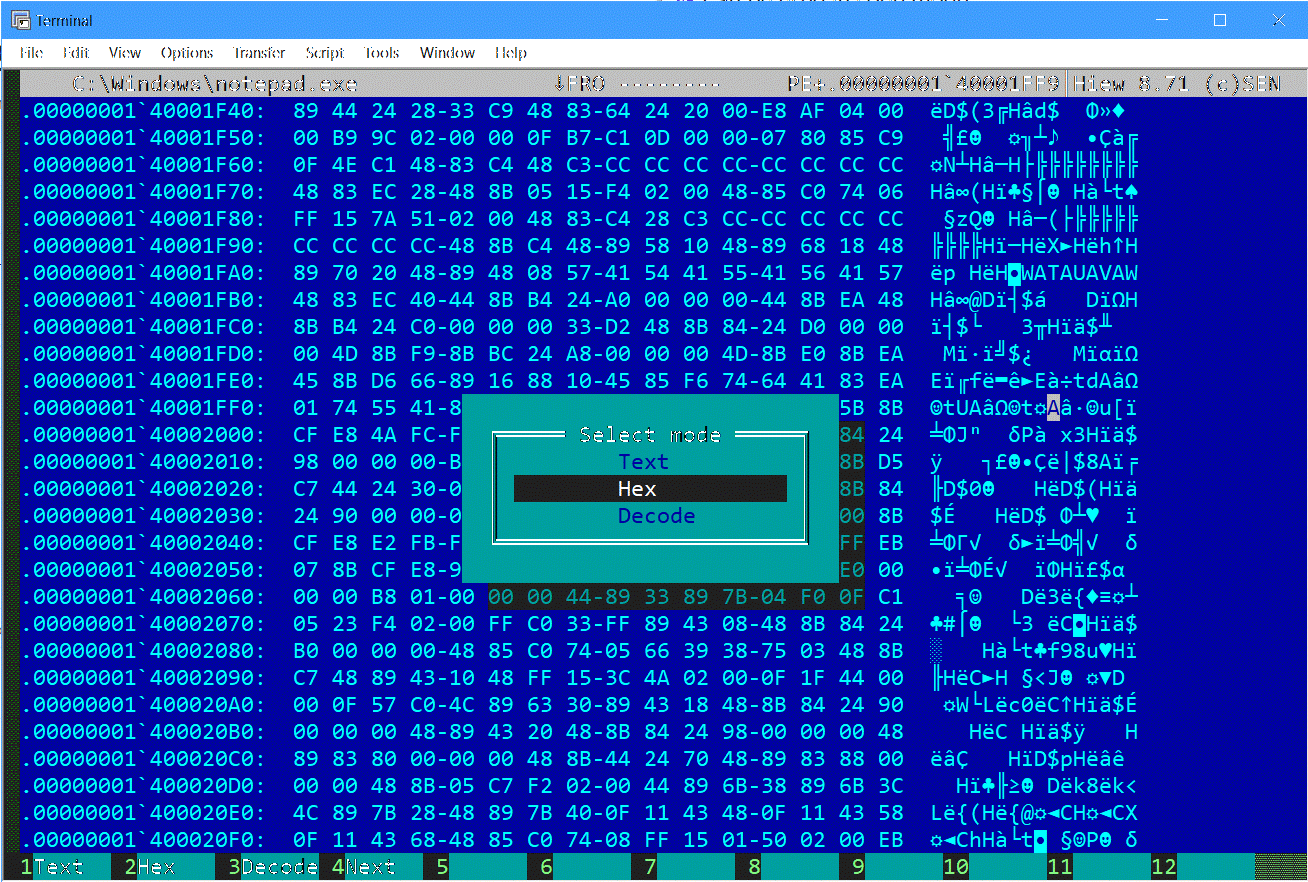 Terminal
File Edit View Options Transfer Script Tools Window Help
C:\Windows\notepad.exe ↓FRO -------- PE+.00000001`40001FF9│Hiew 8.71 (c)SEN
.00000001`40001F40: 89 44 24 28-33 C9 48 83-64 24 20 00-E8 AF 04 00 ëD$(3╔Hâd$ Φ»♦
.00000001`40001F50: 00 B9 9C 02-00 00 0F B7-C1 0D 00 00-07 80 85 C9 ╣£☻ ☼╖┴♪ •Çà╔
.00000001`40001F60: 0F 4E C1 48-83 C4 48 C3-CC CC CC CC-CC CC CC CC ☼N┴Hâ─H├╠╠╠╠╠╠╠╠
.00000001`40001F70: 48 83 EC 28-48 8B 05 15-F4 02 00 48-85 C0 74 06 Hâ∞(Hï♣§⌠☻ Hà└t♠
.00000001`40001F80: FF 15 7A 51-02 00 48 83-C4 28 C3 CC-CC CC CC CC §zQ☻ Hâ─(├╠╠╠╠╠
.00000001`40001F90: CC CC CC CC-48 8B C4 48-89 58 10 48-89 68 18 48 ╠╠╠╠Hï─HëX►Hëh↑H
.00000001`40001FA0: 89 70 20 48-89 48 08 57-41 54 41 55-41 56 41 57 ëp HëH◘WATAUAVAW
.00000001`40001FB0: 48 83 EC 40-44 8B B4 24-A0 00 00 00-44 8B EA 48 Hâ∞@Dï┤$á DïΩH
.00000001`40001FC0: 8B B4 24 C0-00 00 00 33-D2 48 8B 84-24 D0 00 00 ï┤$└ 3╥Hïä$╨
.00000001`40001FD0: 00 4D 8B F9-8B BC 24 A8-00 00 00 4D-8B E0 8B EA Mï∙ï╝$¿ MïαïΩ
.00000001`40001FE0: 45 8B D6 66-89 16 88 10-45 85 F6 74-64 41 83 EA Eï╓fë▬ê►Eà÷tdAâΩ
.00000001`40001FF0: 01 74 55 41-8 5B 8B ☺tUAâΩ☺t☼Aâ·☺u[ï
.00000001`40002000: CF E8 4A FC-F 84 24 ╧ΦJⁿ δPà x3Hïä$
.00000001`40002010: 98 00 00 00-B 8B D5 ÿ ┐£☻•Çë|$8Aï╒
.00000001`40002020: C7 44 24 30-0 8B 84 ╟D$0☻ HëD$(Hïä
.00000001`40002030: 24 90 00 00-0 00 8B $É HëD$ Φ┴♥ ï
.00000001`40002040: CF E8 E2 FB-F FF EB ╧ΦΓ√ δ►ï╧Φ╣√ δ
.00000001`40002050: 07 8B CF E8-9 E0 00 •ï╧ΦÉ√ ïΦHï£$α
.00000001`40002060: 00 00 B8 01-00 00 00 44-89 33 89 7B-04 F0 0F C1 ╕☺ Dë3ë{♦≡☼┴
.00000001`40002070: 05 23 F4 02-00 FF C0 33-FF 89 43 08-48 8B 84 24 ♣#⌠☻ └3 ëC◘Hïä$
.00000001`40002080: B0 00 00 00-48 85 C0 74-05 66 39 38-75 03 48 8B ░ Hà└t♣f98u♥Hï
.00000001`40002090: C7 48 89 43-10 48 FF 15-3C 4A 02 00-0F 1F 44 00 ╟HëC►H §<J☻ ☼▼D
.00000001`400020A0: 00 0F 57 C0-4C 89 63 30-89 43 18 48-8B 84 24 90 ☼W└Lëc0ëC↑Hïä$É
.00000001`400020B0: 00 00 00 48-89 43 20 48-8B 84 24 98-00 00 00 48 HëC Hïä$ÿ H
.00000001`400020C0: 89 83 80 00-00 00 48 8B-44 24 70 48-89 83 88 00 ëâÇ HïD$pHëâê
.00000001`400020D0: 00 00 48 8B-05 C7 F2 02-00 44 89 6B-38 89 6B 3C Hï♣╟≥☻ Dëk8ëk<
.00000001`400020E0: 4C 89 7B 28-48 89 7B 40-0F 11 43 48-0F 11 43 58 Lë{(Hë{@☼◄CH☼◄CX
.00000001`400020F0: 0F 11 43 68-48 85 C0 74-08 FF 15 01-50 02 00 EB ☼◄ChHà└t◘ §☺P☻ δ
Select mode
Text
Hex
Decode
1Text 2Hex 3Decode 4Next 5 6 7 8 9 10 11 12